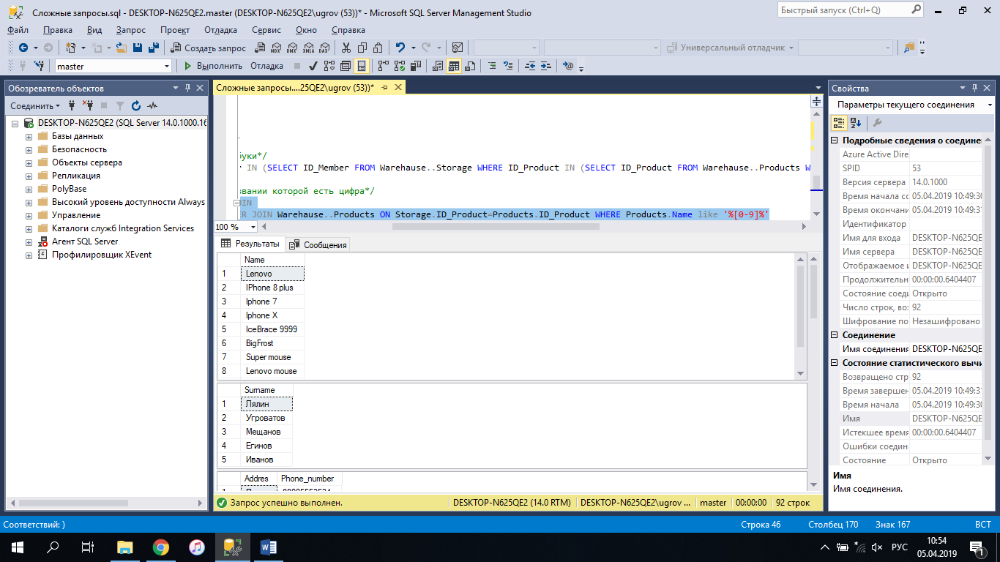 Сложные запросы.sql - DESKTOP-N625QE2.master (DESKTOP-N625QE2\ugrov (53))* - Microsoft SQL Server Management Studio
Быстрый запуск (Ctrl+Q)
Файл Правка Вид Запрос Проект Отладка Сервис Окно Справка
Создать запрос MDX DMX XMLA DAX Универсальный отладчик
master Выполнить Отладка
Обозреватель объектов
Соединить
DESKTOP-N625QE2 (SQL Server 14.0.1000.16
Базы данных
Безопасность
Объекты сервера
Репликация
PolyBase
Высокий уровень доступности Always
Управление
Каталоги служб Integration Services
Агент SQL Server
Профилировщик XEvent
Сложные запросы....25QE2\ugrov (53))*
буки*/
IN (SELECT ID_Member FROM Warehause..Storage WHERE ID_Product IN (SELECT ID_Product FROM Warehause..Products W
звании которой есть цифра*/
OIN
R JOIN Warehause..Products ON Storage.ID_Product=Products.ID_Product WHERE Products.Name like '%[0-9]%'
100 %
Результаты Сообщения
Name
1 Lenovo
2 IPhone 8 plus
3 Iphone 7
4 Iphone X
5 IceBrace 9999
6 BigFrost
7 Super mouse
8 Lenovo mouse
Surname
1 Лялин
2 Угроватов
3 Мещанов
4 Егинов
5 Иванов
Addres Phone_number
Запрос успешно выполнен. DESKTOP-N625QE2 (14.0 RTM) DESKTOP-N625QE2\ugrov ... master 00:00:00 92 строк
Свойства
Параметры текущего соединения
Подробные сведения о соедине
Azure Active Dire
SPID 53
Версия сервера 14.0.1000
Время начала со 05.04.2019 10:49:30
Время окончани 05.04.2019 10:49:31
Идентификатор
Имя для входа DESKTOP-N625QE
Имя сервера DESKTOP-N625QE
Отображаемое и DESKTOP-N625QE
Продолжительн 00:00:00.6404407
Состояние соеди Открыто
Число строк, воз 92
Шифрование по Незашифровано
Соединение
Имя соединения DESKTOP-N625QE
Состояние статистического вычи
Возвращено стр 92
Время завершен 05.04.2019 10:49:31
Время начала 05.04.2019 10:49:30
Имя DESKTOP-N625QE
Истекшее время 00:00:00.6404407
Ошибки соедин
Состояние Открыто
Имя
Имя соединения.
Соответствий: ) Строка 46 Столбец 170 Знак 167 ВСТ
РУС 10:54
05.04.2019
1